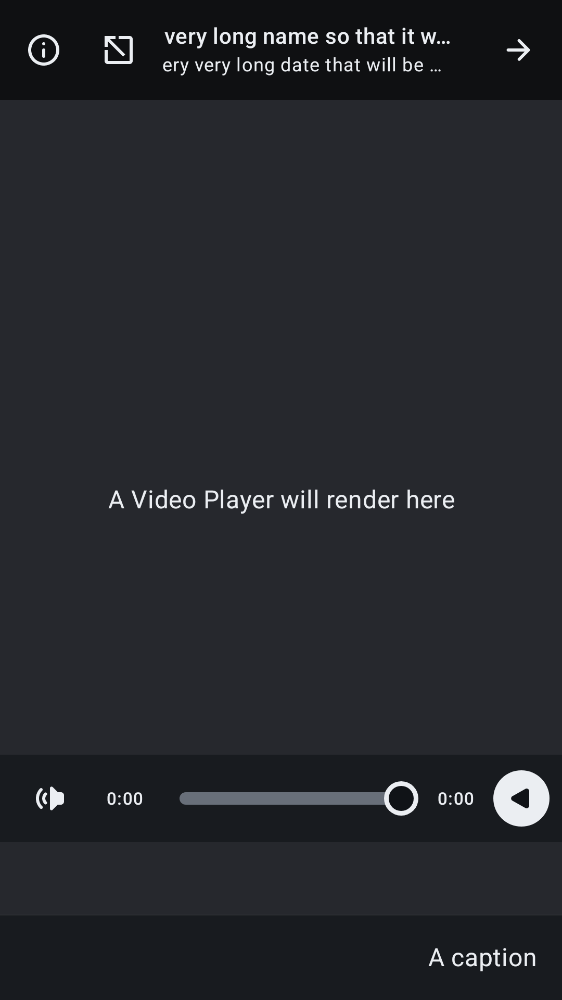 very long name so that it w…
ery very long date that will be …
A Video Player will render here
0:00
0:00
A caption